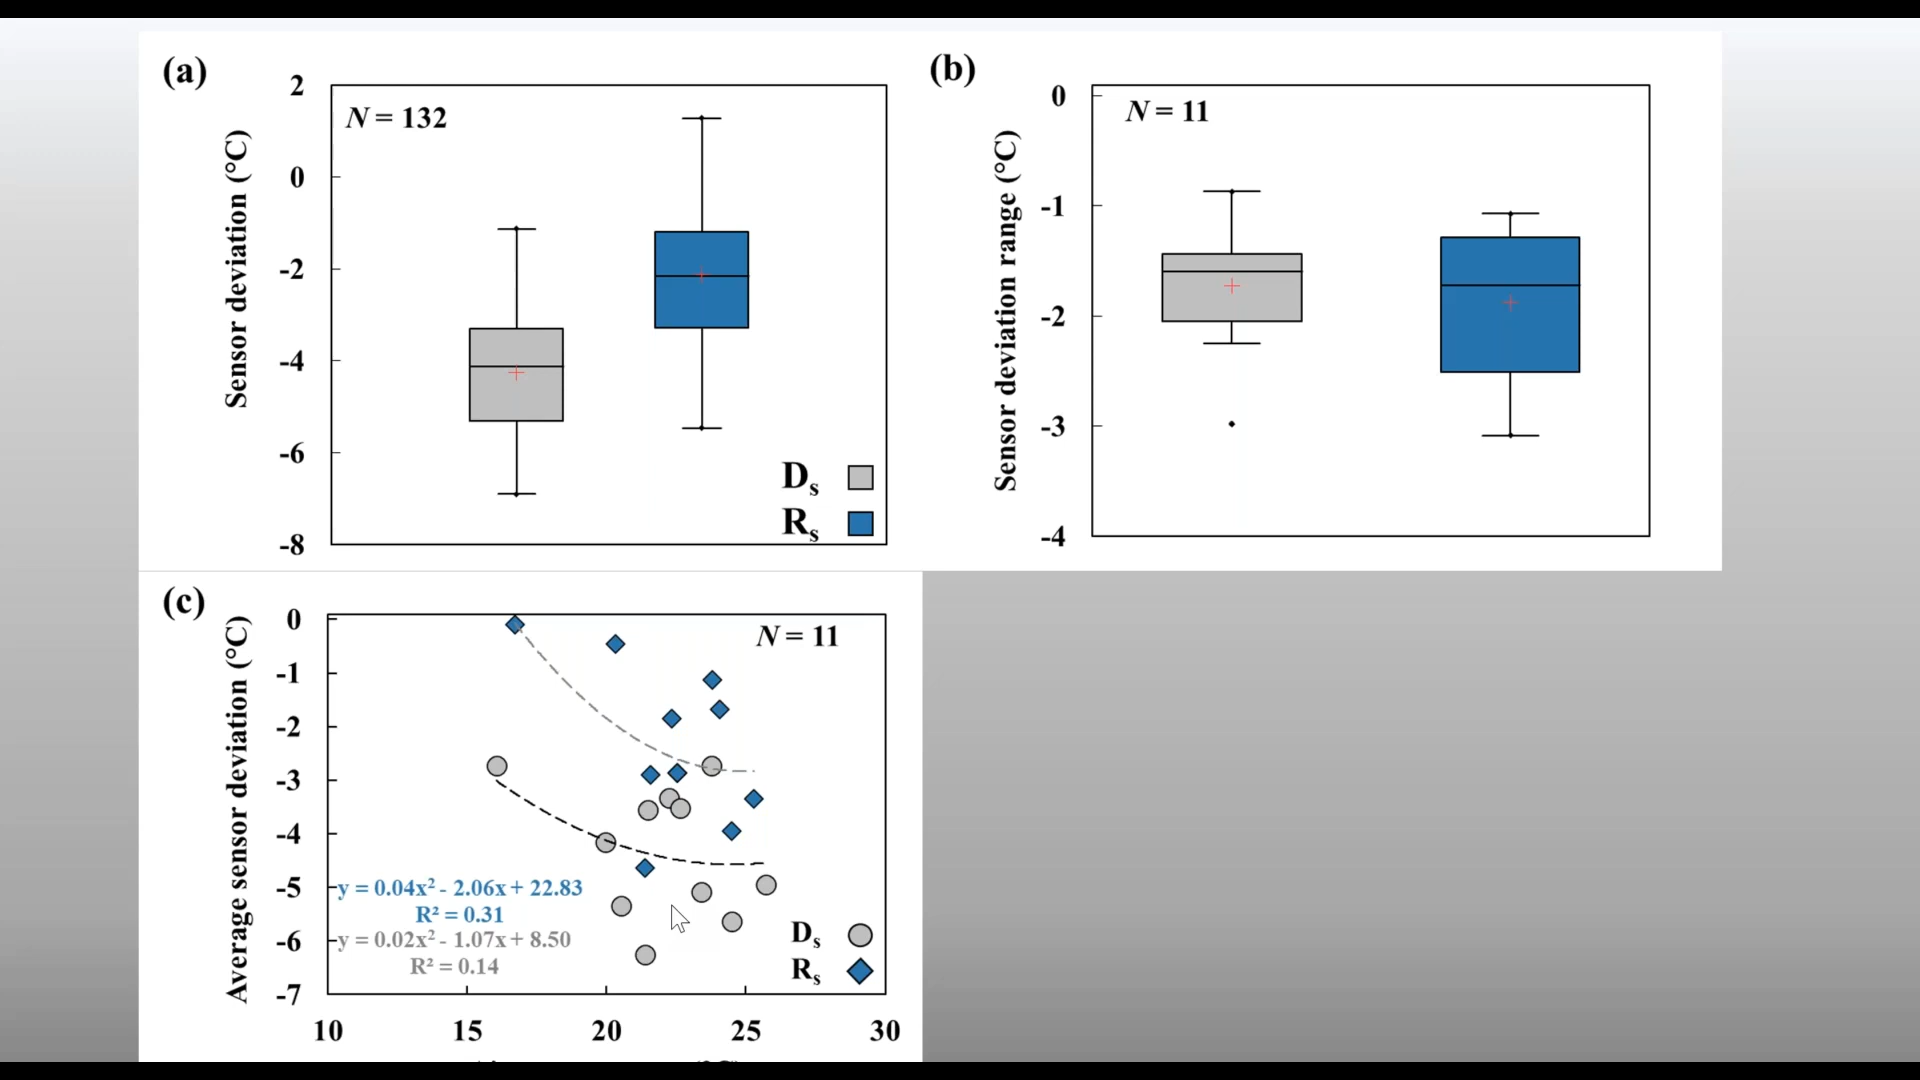 (a)
2
0
-2
-4
-6
-8
Sensor deviation (°C)
N = 132
Ds
Rs
(b)
0
-1
-2
-3
-4
Sensor deviation range (°C)
N = 11
(c)
0
-1
-2
-3
-4
-5
-6
-7
Average sensor deviation (°C)
N = 11
y = 0.04x² - 2.06x + 22.83
R² = 0.31
y = 0.02x² - 1.07x + 8.50
R² = 0.14
Ds
Rs
10 15 20 25 30